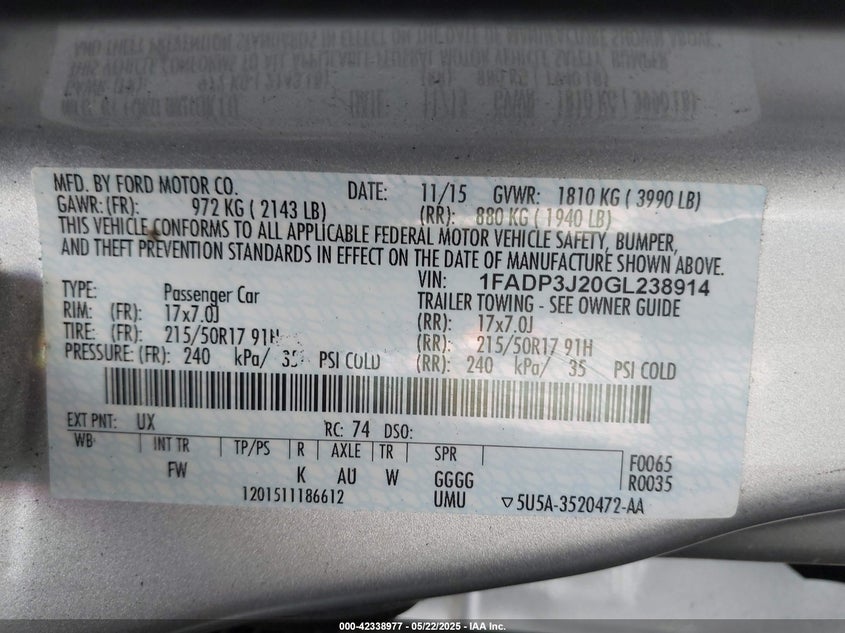 MFD. BY FORD MOTOR CO. DATE: 11/15 GVWR: 1810 KG ( 3990 LB)
GAWR: (FR): 972 KG ( 2143 LB) (RR): 880 KG ( 1940 LB)
THIS VEHICLE CONFORMS TO ALL APPLICABLE FEDERAL MOTOR VEHICLE SAFETY, BUMPER,
AND THEFT PREVENTION STANDARDS IN EFFECT ON THE DATE OF MANUFACTURE SHOWN ABOVE.
VIN: 1FADP3J20GL238914
TYPE: Passenger Car TRAILER TOWING - SEE OWNER GUIDE
RIM: (FR): 17x7.0J (RR): 17x7.0J
TIRE: (FR): 215/50R17 91H (RR): 215/50R17 91H
PRESSURE: (FR): 240 kPa/ 35 PSI COLD (RR): 240 kPa/ 35 PSI COLD
EXT PNT: UX RC: 74 DSO:
WB INT TR TP/PS R AXLE TR SPR F0065
FW K AU W GGGG R0035
1201511186612 UMU ▽5U5A-3520472-AA
000-42338977 — 05/22/2025 — IAA Inc.